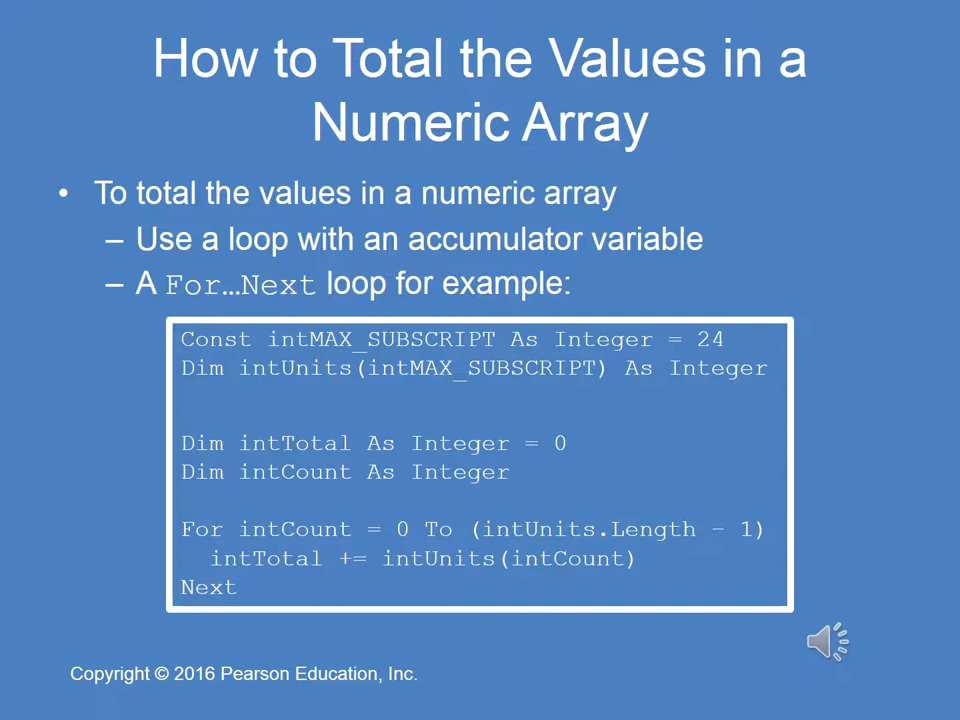 How to Total the Values in a
Numeric Array
• To total the values in a numeric array
– Use a loop with an accumulator variable
– A For…Next loop for example:
Const intMAX_SUBSCRIPT As Integer = 24
Dim intUnits(intMAX_SUBSCRIPT) As Integer
Dim intTotal As Integer = 0
Dim intCount As Integer
For intCount = 0 To (intUnits.Length – 1)
intTotal += intUnits(intCount)
Next
Copyright © 2016 Pearson Education, Inc.